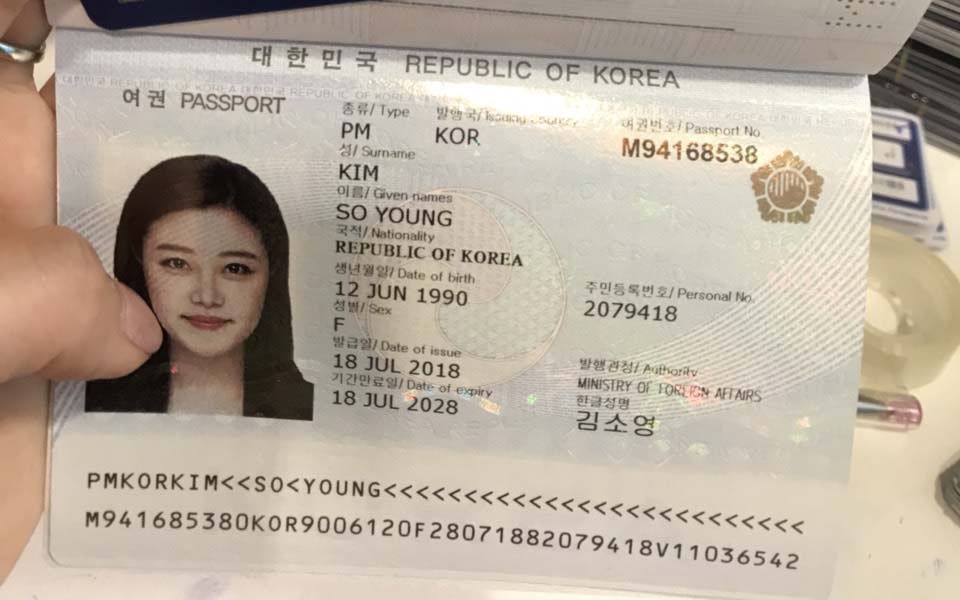 대한민국 REPUBLIC OF KOREA
여권 PASSPORT
종류/Type 발행국/Issuing country 여권번호/Passport No.
PM KOR M94168538
성/Surname
KIM
이름/Given names
SO YOUNG
국적/Nationality
REPUBLIC OF KOREA
생년월일/Date of birth 주민등록번호/Personal No.
12 JUN 1990 2079418
성별/Sex
F
발급일/Date of issue 발행관청/Authority
18 JUL 2018 MINISTRY OF FOREIGN AFFAIRS
기간만료일/Date of expiry 한글성명
18 JUL 2028 김소영
PMKORKIM<<SO<YOUNG<<<<<<<<<<<<<<<<<<<<<<<<<<
M941685380KOR9006120F28071882079418V11036542